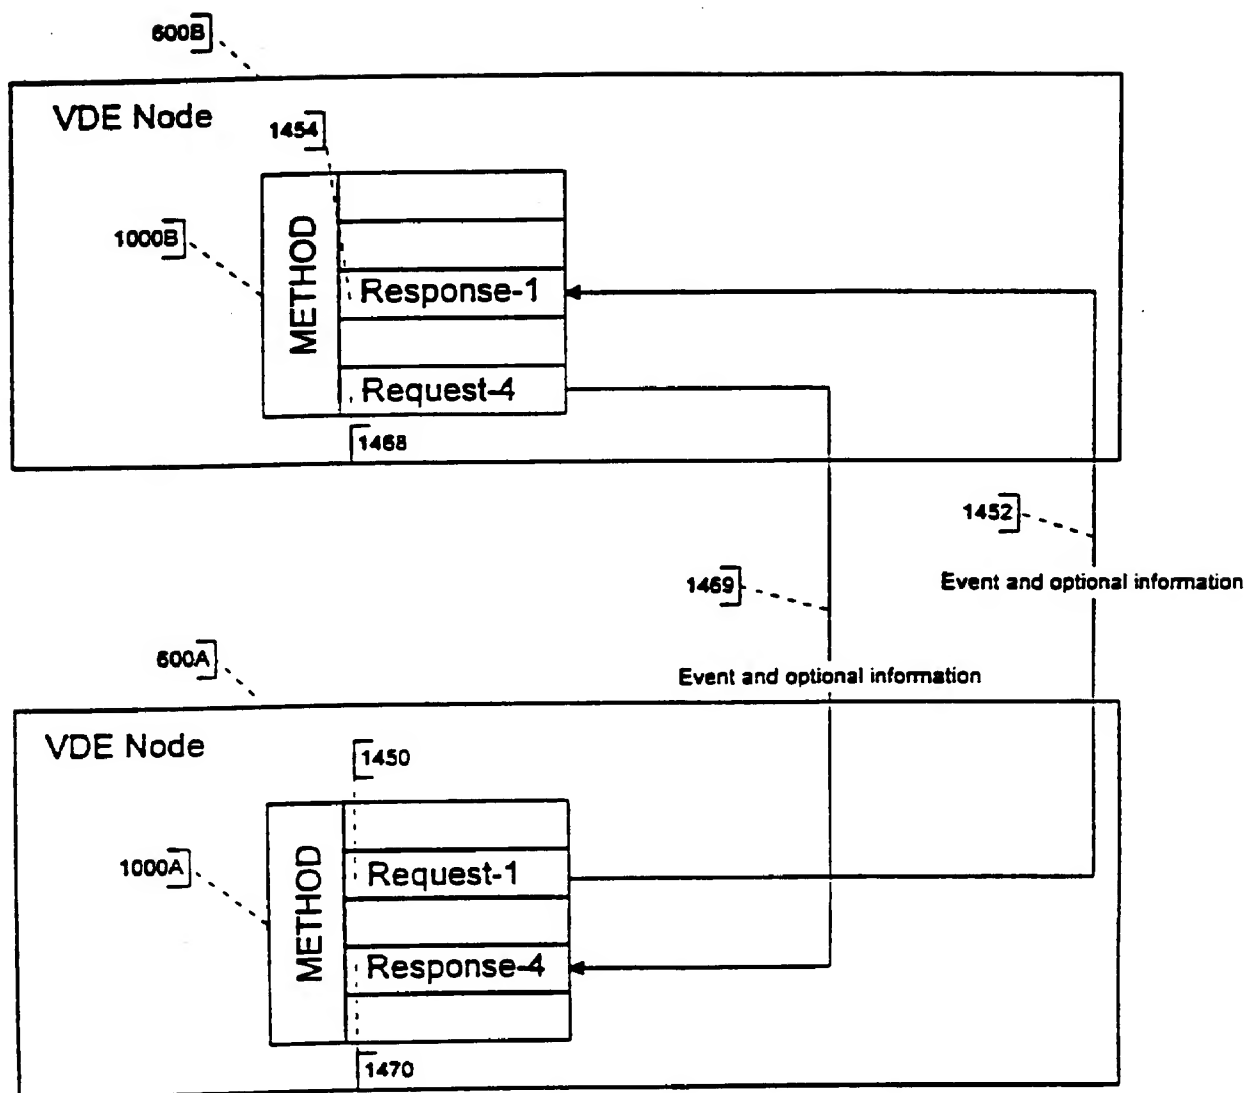 600B
VDE Node
1454
1000B
METHOD
Response-1
Request-4
1468
1452
Event and optional information
1469
600A
Event and optional information
VDE Node
1450
1000A
METHOD
Request-1
Response-4
1470